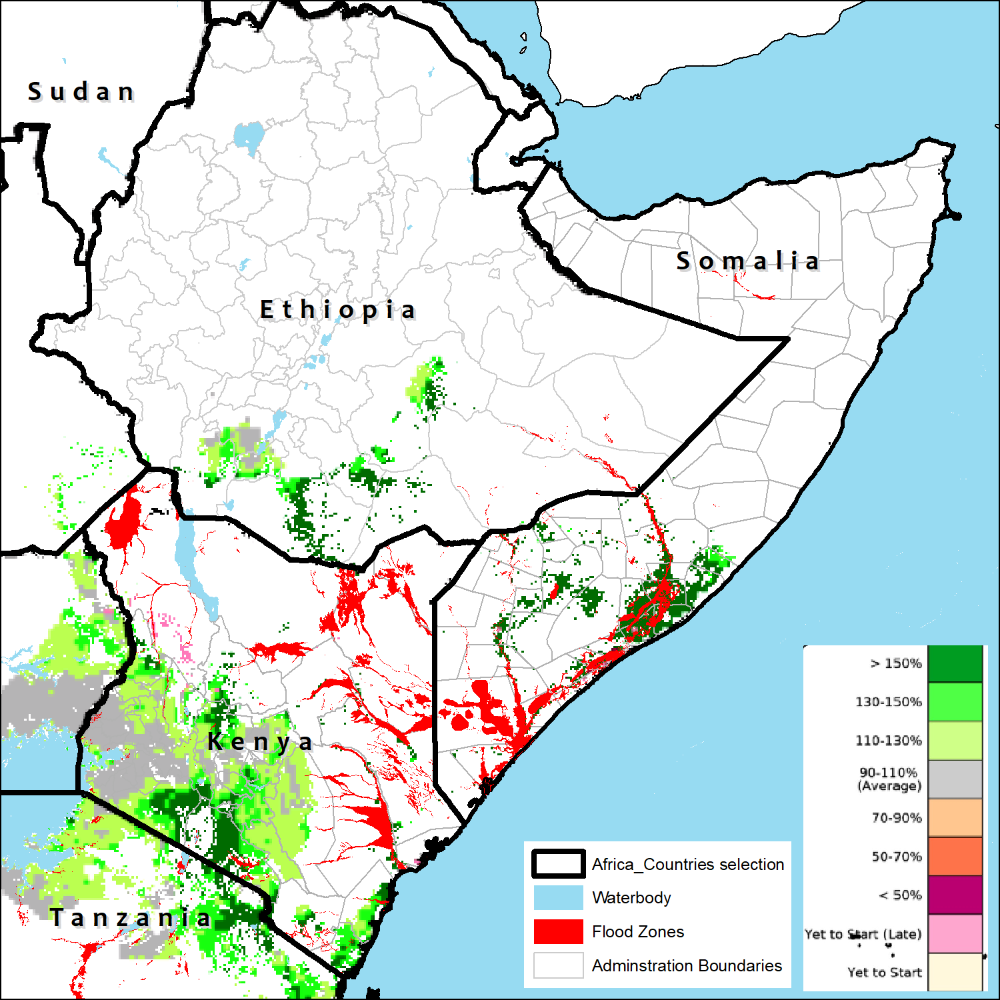 Sudan
Somalia
Ethiopia
Kenya
Tanzania
> 150%
130-150%
110-130%
90-110%
(Average)
70-90%
50-70%
< 50%
Yet to Start (Late)
Yet to Start
Africa_Countries selection
Waterbody
Flood Zones
Adminstration Boundaries